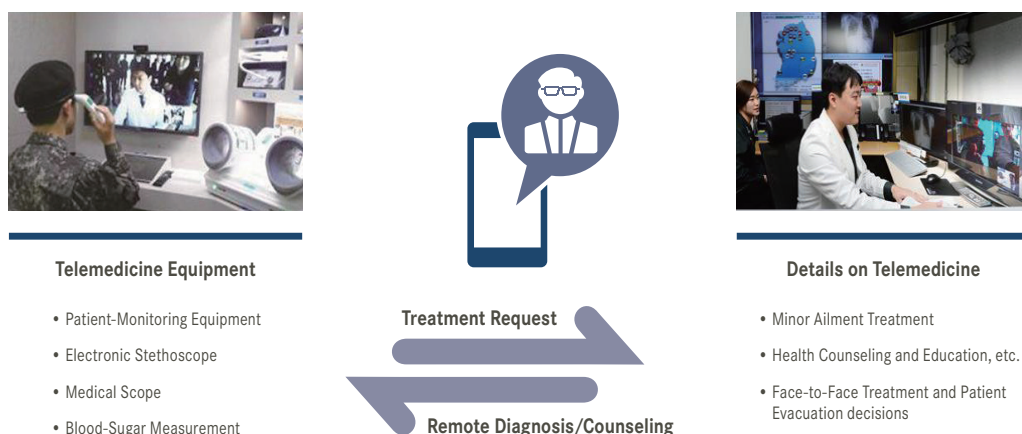 Telemedicine Equipment
• Patient-Monitoring Equipment
• Electronic Stethoscope
• Medical Scope
• Blood-Sugar Measurement
Treatment Request
Remote Diagnosis/Counseling
Details on Telemedicine
• Minor Ailment Treatment
• Health Counseling and Education, etc.
• Face-to-Face Treatment and Patient
Evacuation decisions